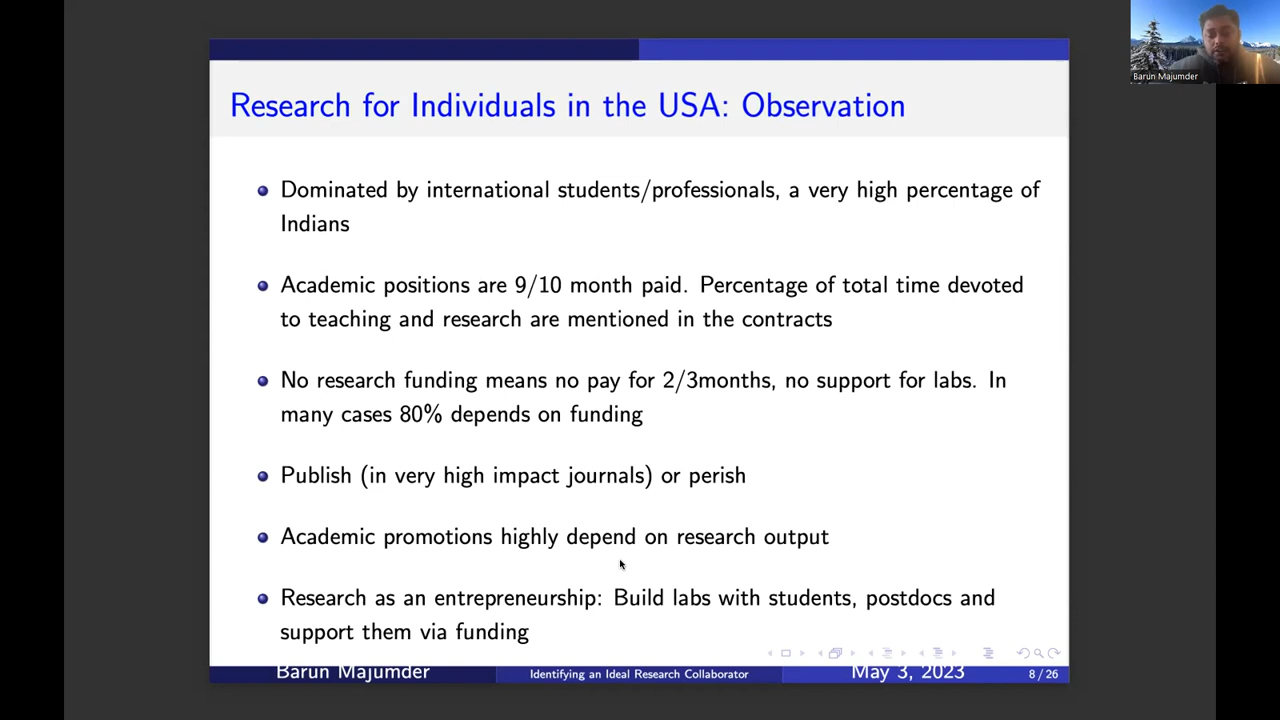 Barun Majumder
Research for Individuals in the USA: Observation
Dominated by international students/professionals, a very high percentage of
Indians
Academic positions are 9/10 month paid. Percentage of total time devoted
to teaching and research are mentioned in the contracts
No research funding means no pay for 2/3months, no support for labs. In
many cases 80% depends on funding
Publish (in very high impact journals) or perish
Academic promotions highly depend on research output
Research as an entrepreneurship: Build labs with students, postdocs and
support them via funding
Barun Majumder Identifying an Ideal Research Collaborator May 3, 2023 8 / 26